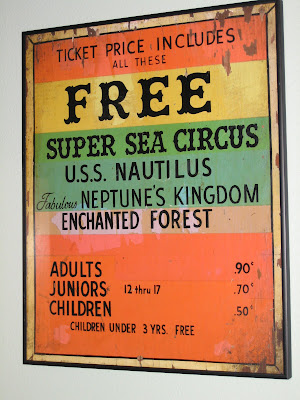 TICKET PRICE INCLUDES
ALL THESE
FREE
SUPER SEA CIRCUS
U.S.S. NAUTILUS
Fabulous NEPTUNE'S KINGDOM
ENCHANTED FOREST
ADULTS .90¢
JUNIORS 12 thru 17 .70¢
CHILDREN .50¢
CHILDREN UNDER 3 YRS. FREE